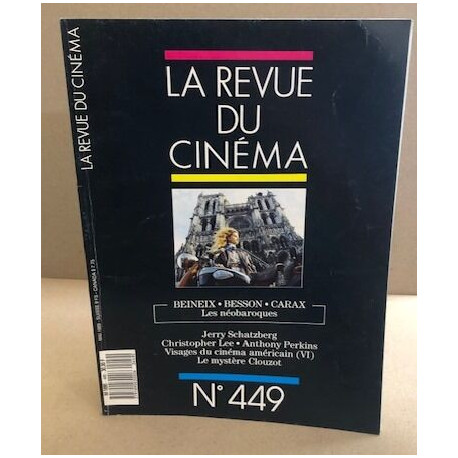 LA REVUE DU CINÉMA
LA REVUE
DU
CINÉMA
BEINEIX • BESSON • CARAX
Les néobaroques
Jerry Schatzberg
Christopher Lee • Anthony Perkins
Visages du cinéma américain (VI)
Le mystère Clouzot
N° 449